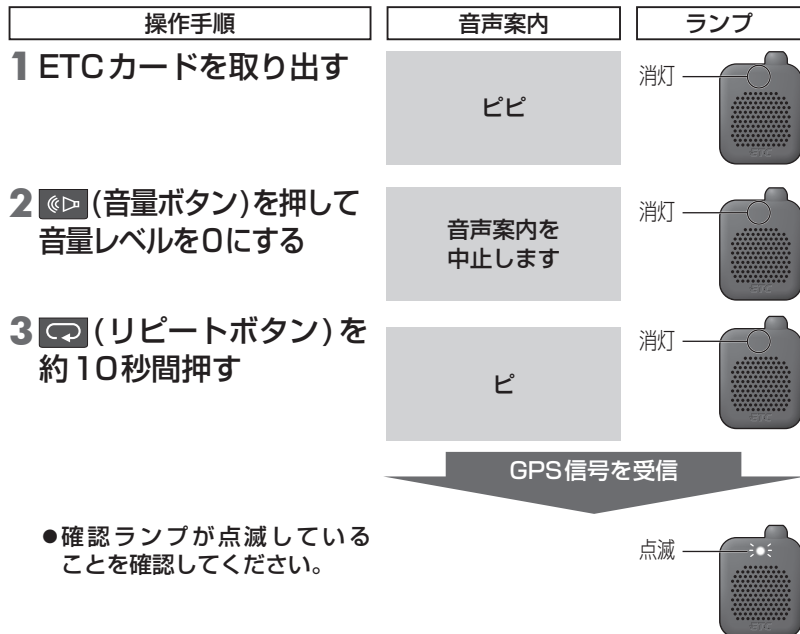 操作手順
音声案内
ランプ
1 ETCカードを取り出す
ピピ
消灯
2 (音量ボタン)を押して
音量レベルを0にする
音声案内を
中止します
消灯
3 (リピートボタン)を
約10秒間押す
ピ
消灯
GPS信号を受信
●確認ランプが点滅している
ことを確認してください。
点滅
ETC
ETC
ETC
ETC